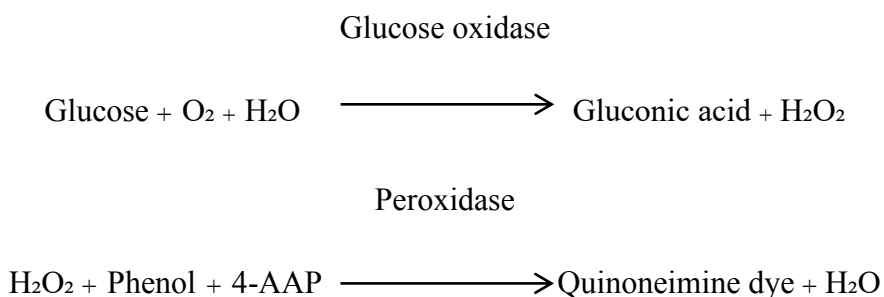 Glucose oxidase
Glucose + O₂ + H₂O ⟶ Gluconic acid + H₂O₂
Peroxidase
H₂O₂ + Phenol + 4-AAP ⟶ Quinoneimine dye + H₂O